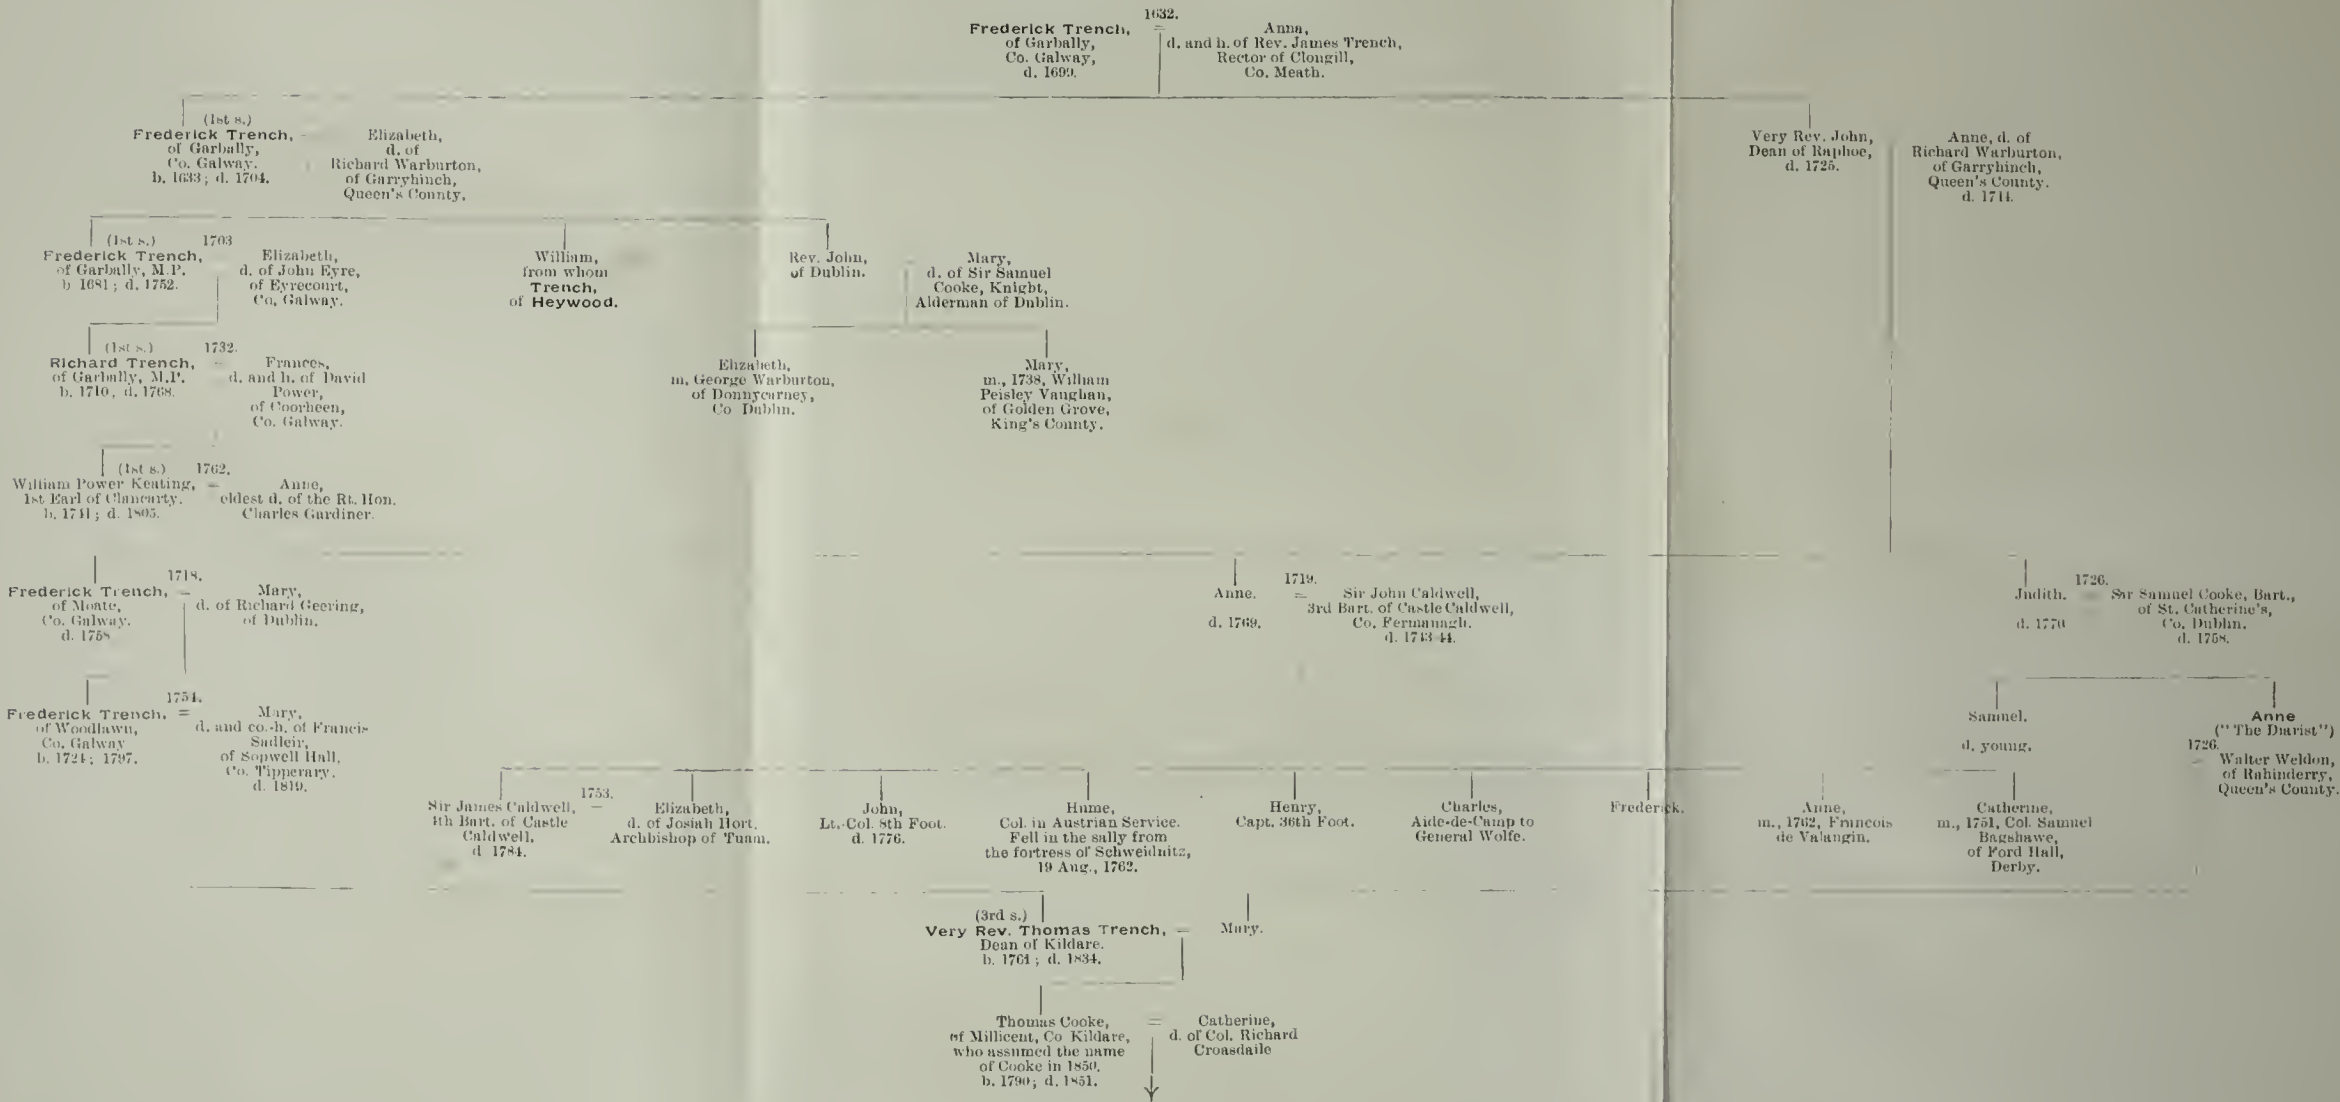 1632.
Frederick Trench, =
of Garbally,
Co. Galway,
d. 1699.
Anna,
d. and h. of Rev. James Trench,
Rector of Clongill,
Co. Meath.
(1st s.)
Frederick Trench, -
of Garbally,
Co. Galway.
b. 1633; d. 1704.
Elizabeth,
d. of
Richard Warburton,
of Garryhinch,
Queen's County.
Very Rev. John,
Dean of Raphoe,
d. 1725.
Anne, d. of
Richard Warburton,
of Garryhinch,
Queen's County.
d. 1714.
(1st s.) 1703
Frederick Trench,
of Garbally, M.P.
b 1681; d. 1752.
Elizabeth,
d. of John Eyre,
of Eyrecourt,
Co. Galway.
William,
from whom
Trench,
of Heywood.
Rev. John,
of Dublin.
Mary,
d. of Sir Samuel
Cooke, Knight,
Alderman of Dublin.
(1st s.) 1732.
Richard Trench,
of Garbally, M.P.
b. 1710, d. 1768.
Frances,
d. and h. of David
Power,
of Coorheen,
Co. Galway.
Elizabeth,
m. George Warburton,
of Donnycarney,
Co Dublin.
Mary,
m., 1738, William
Peisley Vaughan,
of Golden Grove,
King's County.
(1st s.) 1762.
William Power Keating, =
1st Earl of Clancarty.
b. 1741; d. 1805.
Anne,
eldest d. of the Rt. Hon.
Charles Gardiner.
1718.
Frederick Trench, =
of Moate,
Co. Galway.
d. 1758
Mary,
d. of Richard Geering,
of Dublin.
Anne.
d. 1769.
1719.
=
Sir John Caldwell,
3rd Bart. of Castle Caldwell,
Co. Fermanagh.
d. 1743-44.
Judith.
d. 1770
1726.
Sir Samuel Cooke, Bart.,
of St. Catherine's,
Co. Dublin.
d. 1758.
1754.
Frederick Trench, =
of Woodlawn,
Co. Galway
b. 1724; 1797.
Mary,
d. and co.-h. of Francis
Sadleir,
of Sopwell Hall,
Co. Tipperary.
d. 1819.
Samuel.
d. young.
Anne
("The Diarist")
1726.
Walter Weldon,
of Rahinderry,
Queen's County.
1753.
Sir James Caldwell, =
4th Bart. of Castle
Caldwell.
d 1784.
Elizabeth,
d. of Josiah Hort.
Archbishop of Tuam.
John,
Lt.-Col. 8th Foot.
d. 1776.
Hume,
Col. in Austrian Service.
Fell in the sally from
the fortress of Schweidnitz,
19 Aug., 1762.
Henry,
Capt. 36th Foot.
Charles,
Aide-de-Camp to
General Wolfe.
Frederick.
Anne,
m., 1762, Francois
de Valangin.
Catherine,
m., 1751, Col. Samuel
Bagshawe,
of Ford Hall,
Derby.
(3rd s.)
Very Rev. Thomas Trench, =
Dean of Kildare.
b. 1761; d. 1834.
Mary.
Thomas Cooke, =
of Millicent, Co Kildare,
who assumed the name
of Cooke in 1850.
b. 1790; d. 1851.
Catherine,
d. of Col. Richard
Croasdaile